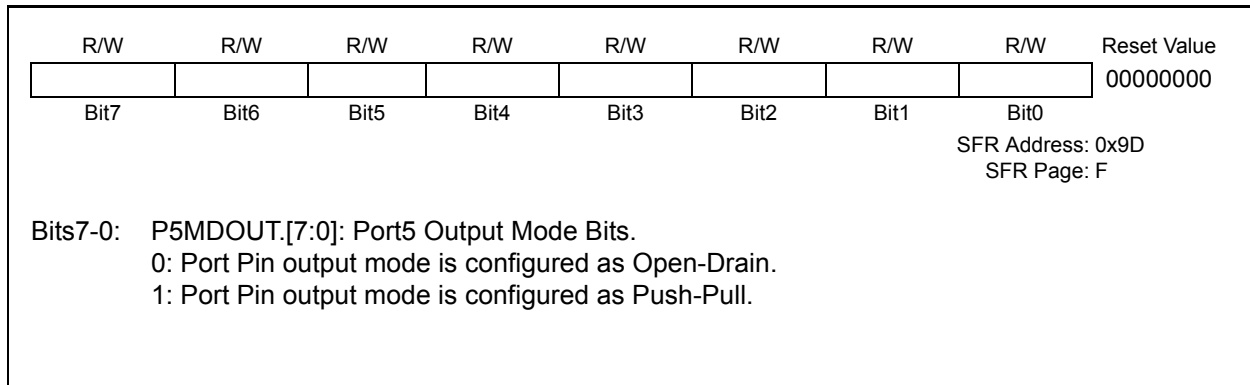 R/W R/W R/W R/W R/W R/W R/W R/W Reset Value
00000000
Bit7 Bit6 Bit5 Bit4 Bit3 Bit2 Bit1 Bit0
SFR Address: 0x9D
SFR Page: F
Bits7-0: P5MDOUT.[7:0]: Port5 Output Mode Bits.
0: Port Pin output mode is configured as Open-Drain.
1: Port Pin output mode is configured as Push-Pull.